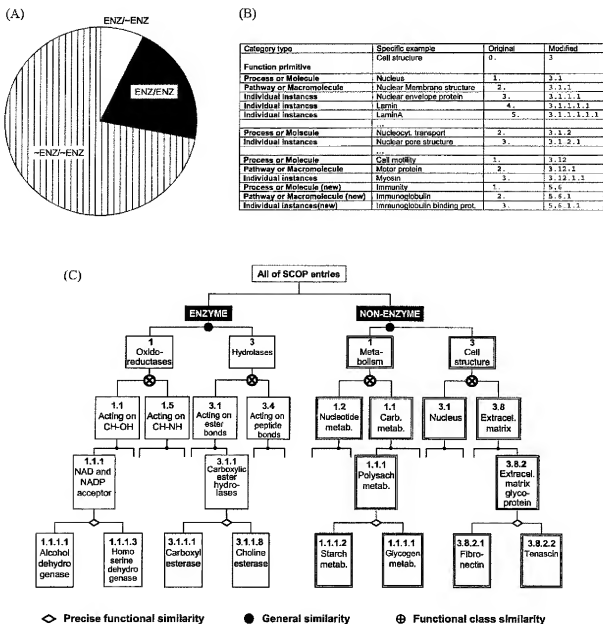 (A)
ENZ/~ENZ
ENZ/ENZ
~ENZ/~ENZ
(B)
Category type Specific example Original Modified
Function primitive Cell structure 0. 3
Process or Molecule Nucleus 1. 3.1
Pathway or Macromolecule Nuclear Membrane structure 2. 3.1.1
Individual Instances Nuclear envelope protein 3. 3.1.1.1
Individual Instances Lamin 4. 3.1.1.1.1
Individual Instances LaminA 5. 3.1.1.1.1.1
...
Process or Molecule Nucleocyt. transport 2. 3.1.2
Individual Instances Nuclear pore structure 3. 3.1.2.1
...
Process or Molecule Cell motility 1. 3.12
Pathway or Macromolecule Motor protein 2. 3.12.1
Individual Instances Myosin 3. 3.12.1.1
Process or Molecule (new) Immunity 1. 5.6
Pathway or Macromolecule (new) Immunoglobulin 2. 5.6.1
Individual instances(new) Immunoglobulin binding prot. 3. 5.6.1.1
(C)
All of SCOP entries
ENZYME NON-ENZYME
1 Oxido-
reductases
3
Hydrolases
1
Meta-
bolism
3
Cell
structure
1.1
Acting on
CH-OH
1.5
Acting on
CH-NH
3.1
Acting on
ester
bonds
3.4
Acting on
peptide
bonds
1.2
Nucleotide
metab.
1.1
Carb.
metab.
3.1
Nucleus
3.8
Extracel.
matrix
1.1.1
NAD and
NADP
acceptor
3.1.1
Carboxylic
ester hydro-
lases
1.1.1
Polysach
metab.
3.8.2
Extracel.
matrix
glyco-
protein
1.1.1.1
Alcohol
dehydro
genase
1.1.1.3
Homo
serine dehydro
genase
3.1.1.1
Carboxyl
esterase
3.1.1.8
Choline
esterase
1.1.1.2
Starch
metab.
1.1.1.1
Glycogen
metab.
3.8.2.1
Fibro-
nectin
3.8.2.2
Tenascin
Precise functional similarity General similarity Functional class similarity